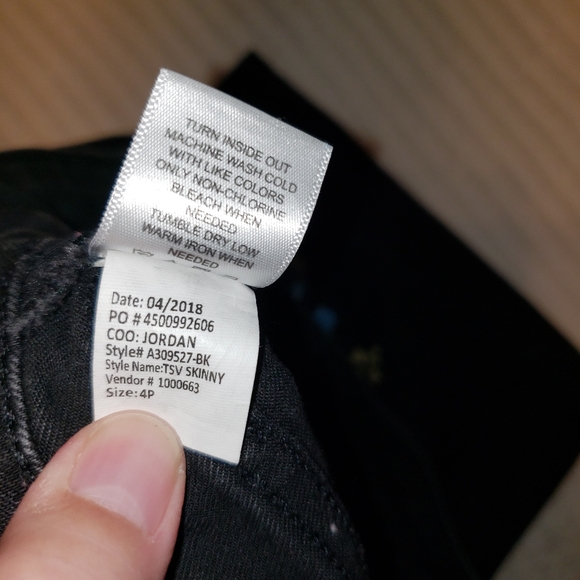 TURN INSIDE OUT
MACHINE WASH COLD
WITH LIKE COLORS
ONLY NON-CHLORINE
BLEACH WHEN
NEEDED
TUMBLE DRY LOW
WARM IRON WHEN
NEEDED
Date: 04/2018
PO # 4500992606
COO: JORDAN
Style# A309527-BK
Style Name:TSV SKINNY
Vendor # 1000663
Size:4P